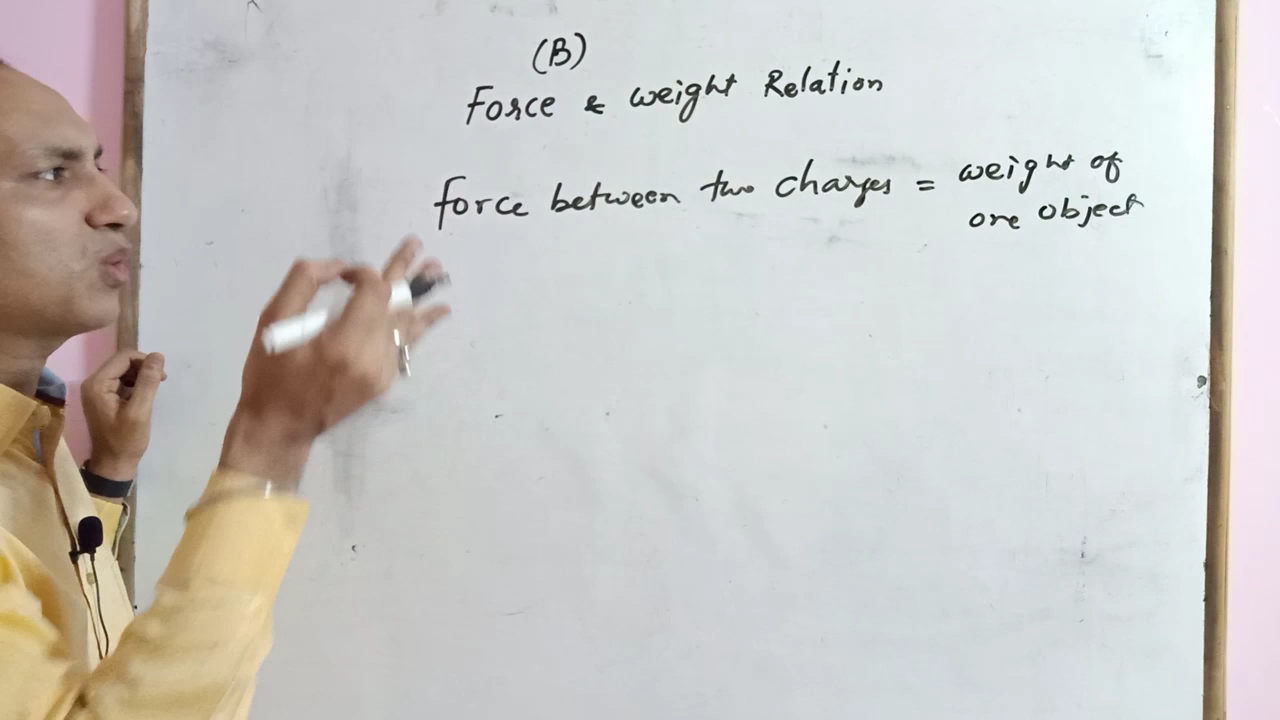 (B)
Force & weight Relation
force between two charges = weight of
one object